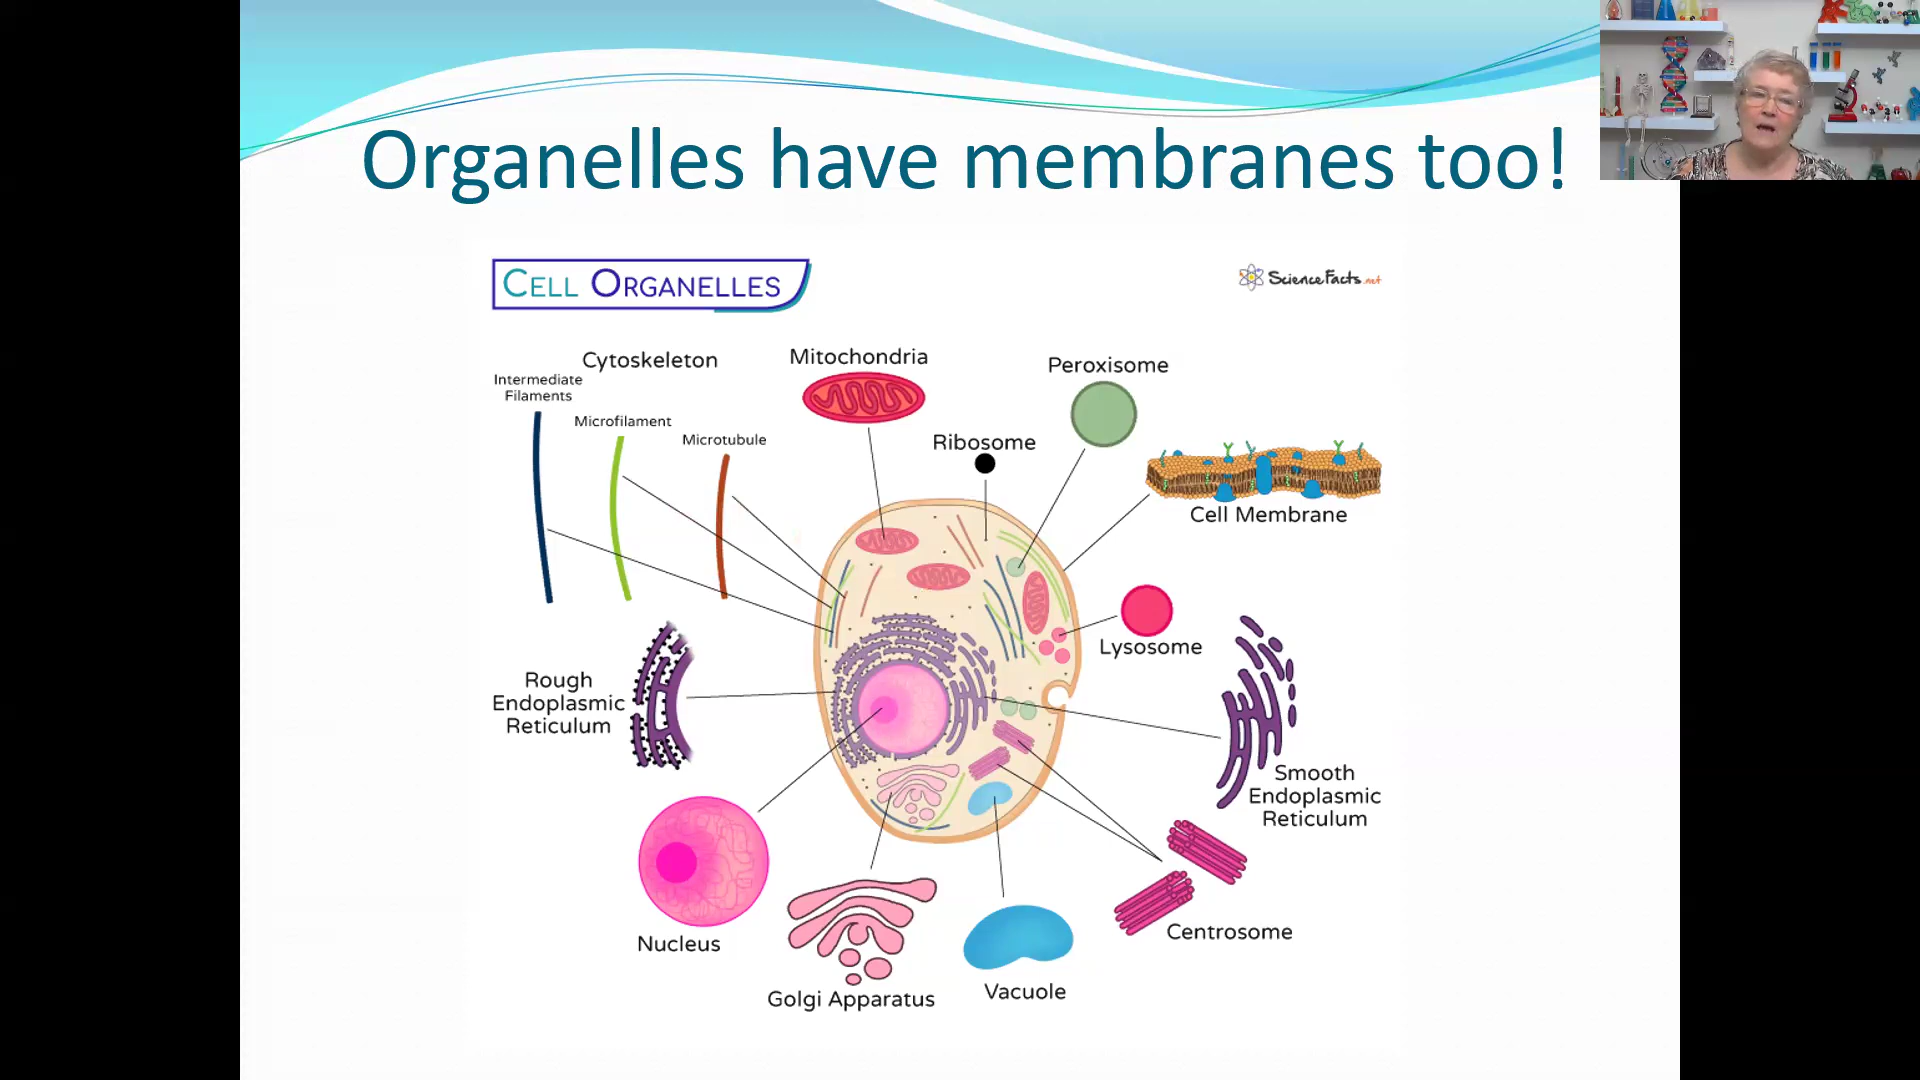 Organelles have membranes too!
CELL ORGANELLES
ScienceFacts.net
Cytoskeleton
Intermediate
Filaments
Microfilament
Microtubule
Mitochondria
Ribosome
Peroxisome
Cell Membrane
Lysosome
Rough
Endoplasmic
Reticulum
Smooth
Endoplasmic
Reticulum
Nucleus
Golgi Apparatus
Vacuole
Centrosome